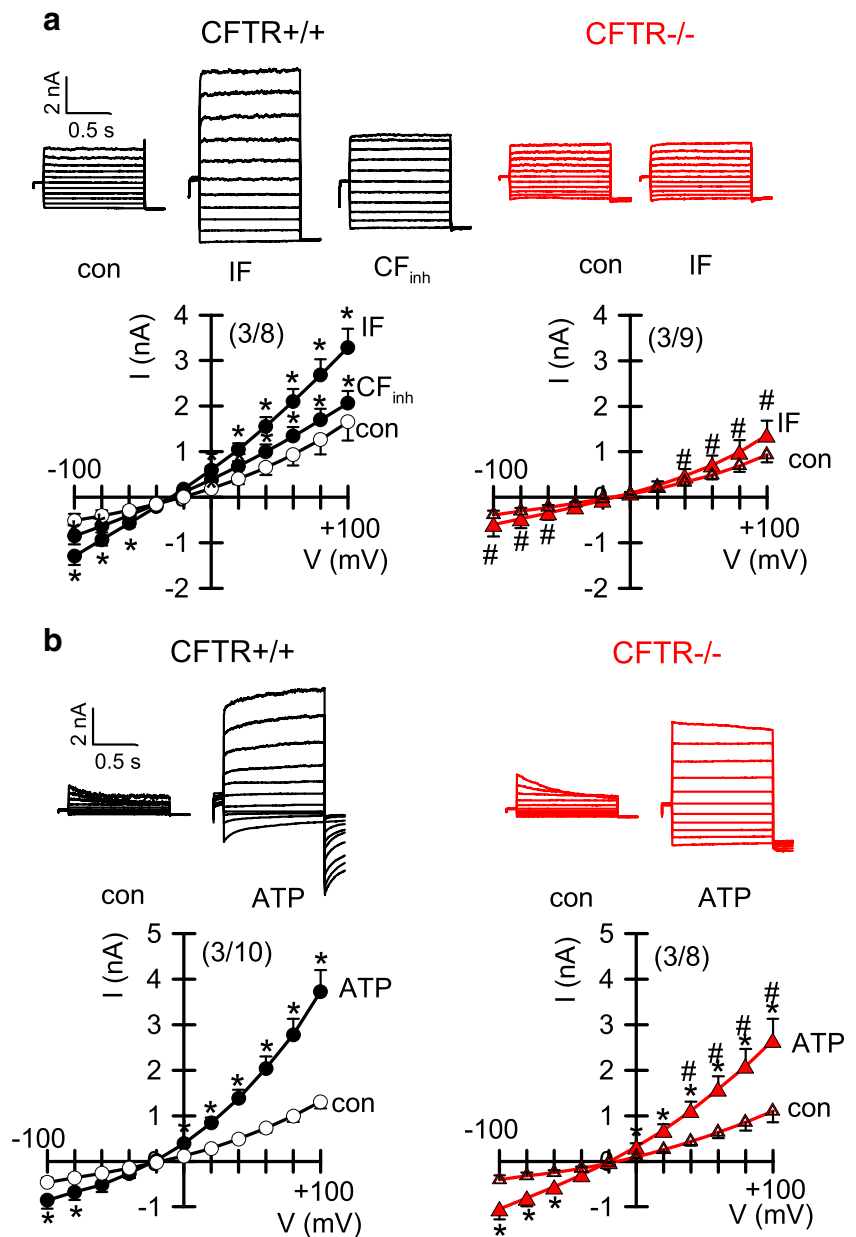 a
CFTR+/+
CFTR-/-
2 nA
0.5 s
con
IF
CFinh
con
IF
I (nA)
4
(3/8)
* IF
3
2
* CFinh
1
con
-100
+100
-1
V (mV)
* * *
-2
I (nA)
4
(3/9)
3
2
# # # #
IF
1
con
-100
+100
-1
V (mV)
# # #
-2
b
CFTR+/+
CFTR-/-
2 nA
0.5 s
con
ATP
con
ATP
I (nA)
5
(3/10)
4
* ATP
3
2
1
con
-100
+100
-1
V (mV)
* *
I (nA)
5
(3/8)
4
3
# # # #
* * * * * *
ATP
2
1
con
-100
0
+100
-1
V (mV)
* * *